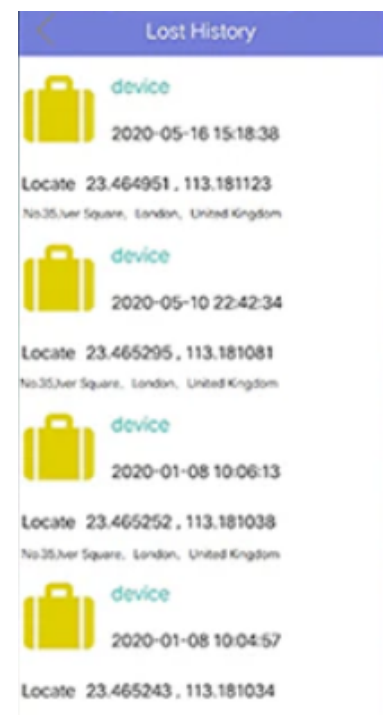 Lost History
device
2020-05-16 15:18:38
Locate 23.464951 , 113.181123
No.35,Iver Square, London, United Kingdom
device
2020-05-10 22:42:34
Locate 23.465295 , 113.181081
No.35,Iver Square, London, United Kingdom
device
2020-01-08 10:06:13
Locate 23.465252 , 113.181038
No.35,Iver Square, London, United Kingdom
device
2020-01-08 10:04:57
Locate 23.465243 , 113.181034